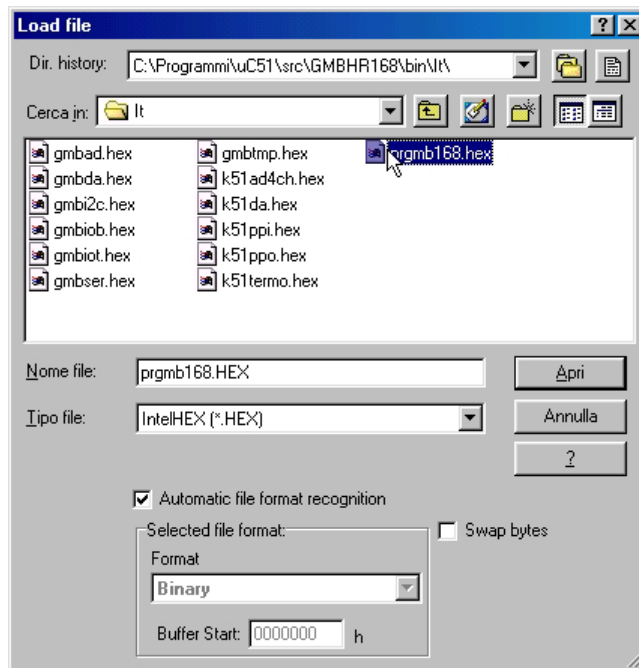 Load file
Dir. history: C:\Programmi\uC51\src\GMBHR168\bin\It\
Cerca in: It
gmbad.hex gmbtmp.hex prgmb168.hex
gmbda.hex k51ad4ch.hex
gmbi2c.hex k51da.hex
gmbiob.hex k51ppi.hex
gmbiot.hex k51ppo.hex
gmbser.hex k51termo.hex
Nome file: prgmb168.HEX Apri
Tipo file: IntelHEX (*.HEX) Annulla
?
Automatic file format recognition
Selected file format: Swap bytes
Format
Binary
Buffer Start: 0000000 h